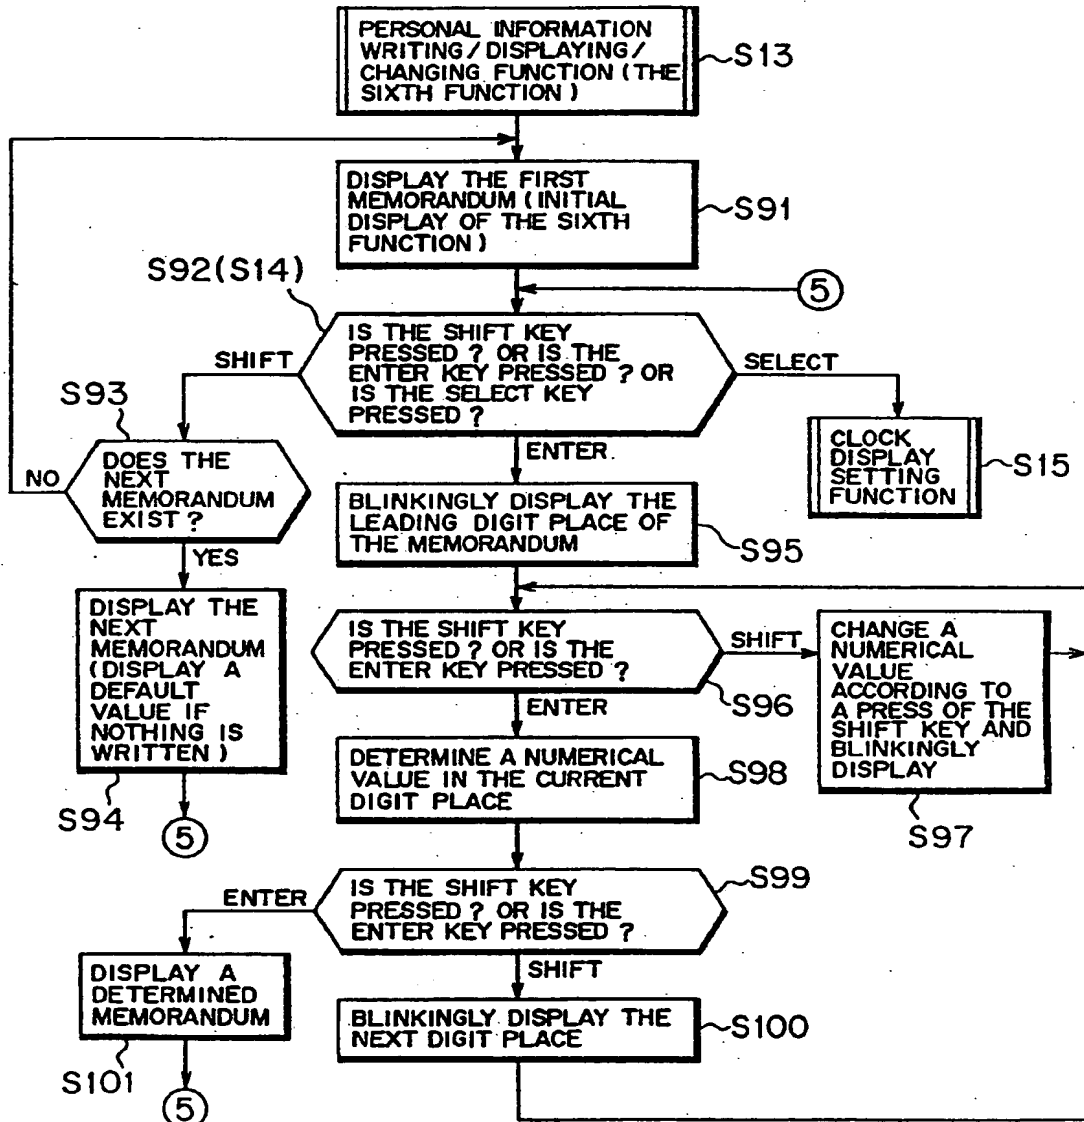 PERSONAL INFORMATION
WRITING/DISPLAYING/
CHANGING FUNCTION (THE
SIXTH FUNCTION)
S13
DISPLAY THE FIRST
MEMORANDUM (INITIAL
DISPLAY OF THE SIXTH
FUNCTION)
S91
S92(S14)
5
IS THE SHIFT KEY
PRESSED? OR IS THE
ENTER KEY PRESSED? OR
IS THE SELECT KEY
PRESSED?
SHIFT
SELECT
ENTER
S93
DOES THE
NEXT
MEMORANDUM
EXIST?
NO
YES
CLOCK
DISPLAY
SETTING
FUNCTION
S15
BLINKINGLY DISPLAY THE
LEADING DIGIT PLACE OF
THE MEMORANDUM
S95
DISPLAY THE
NEXT
MEMORANDUM
(DISPLAY A
DEFAULT
VALUE IF
NOTHING IS
WRITTEN)
S94
5
IS THE SHIFT KEY
PRESSED? OR IS THE
ENTER KEY PRESSED?
SHIFT
S96
ENTER
CHANGE A
NUMERICAL
VALUE
ACCORDING TO
A PRESS OF THE
SHIFT KEY AND
BLINKINGLY
DISPLAY
S97
DETERMINE A NUMERICAL
VALUE IN THE CURRENT
DIGIT PLACE
S98
IS THE SHIFT KEY
PRESSED? OR IS THE
ENTER KEY PRESSED?
S99
ENTER
SHIFT
DISPLAY A
DETERMINED
MEMORANDUM
S101
5
BLINKINGLY DISPLAY THE
NEXT DIGIT PLACE
S100